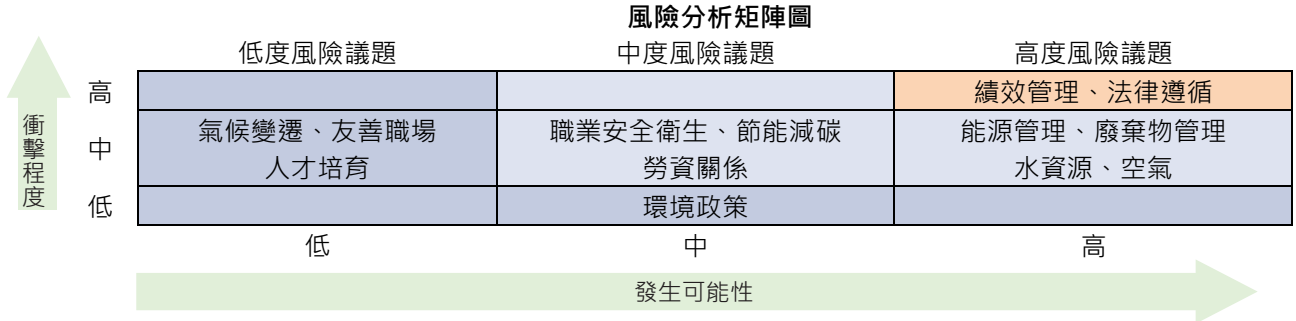 風險分析矩陣圖
低度風險議題 中度風險議題 高度風險議題
高 績效管理、法律遵循
衝擊程度
中 氣候變遷、友善職場 職業安全衛生、節能減碳 能源管理、廢棄物管理
人才培育 勞資關係 水資源、空氣
低 環境政策
低 中 高
發生可能性